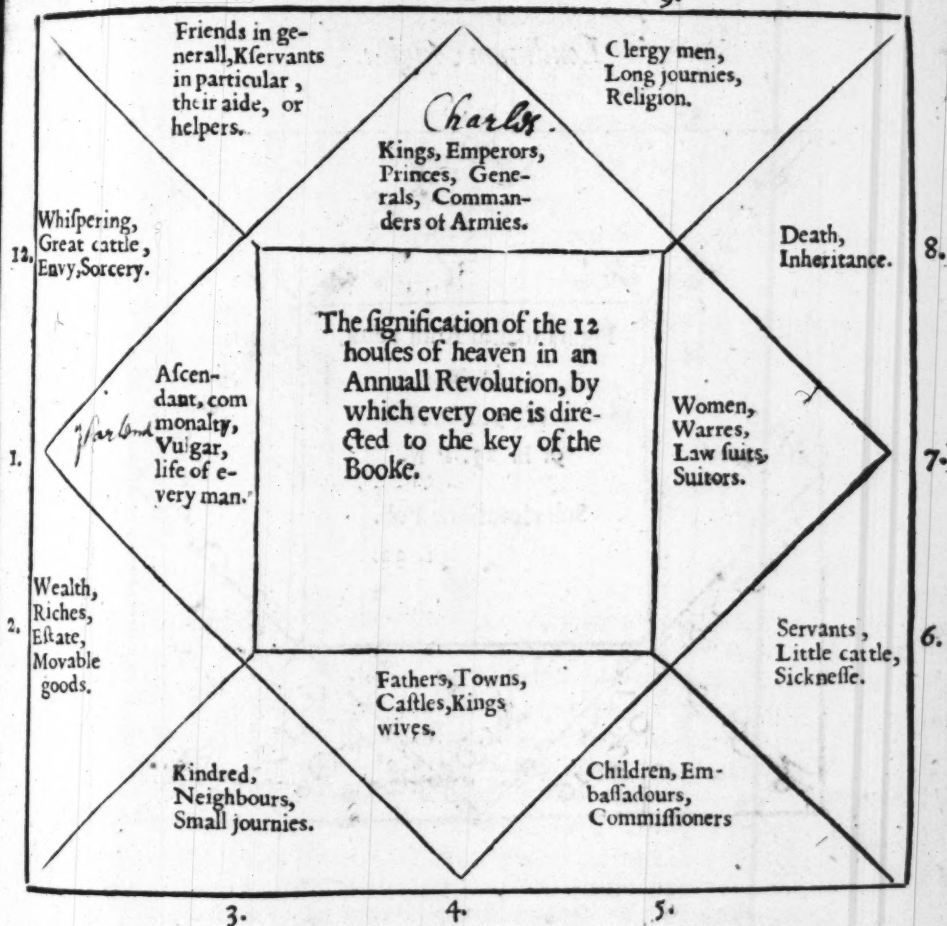 9.
Friends in ge-
nerall,Kſervants
in particular ,
their aide, or
helpers.
Clergy men,
Long journies,
Religion.
Charles.
Kings, Emperors,
Princes, Gene-
rals, Comman-
ders of Armies.
12.
Whiſpering,
Great cattle,
Envy,Sorcery.
Death,
Inheritance.
8.
The ſignification of the 12
houſes of heaven in an
Annuall Revolution, by
which every one is dire-
cted to the key of the
Booke.
1.
Aſcen-
dant, com
monalty,
Vulgar,
life of e-
very man.
Women,
Warres,
Law ſuits,
Suitors.
7.
2.
Wealth,
Riches,
Eſtate,
Movable
goods.
Servants ,
Little cattle,
Sickneſſe.
6.
Fathers, Towns,
Caſtles,Kings
wives.
Kindred,
Neighbours,
Small journies.
Children, Em-
baſſadours,
Commiſſioners
3.
4.
5.